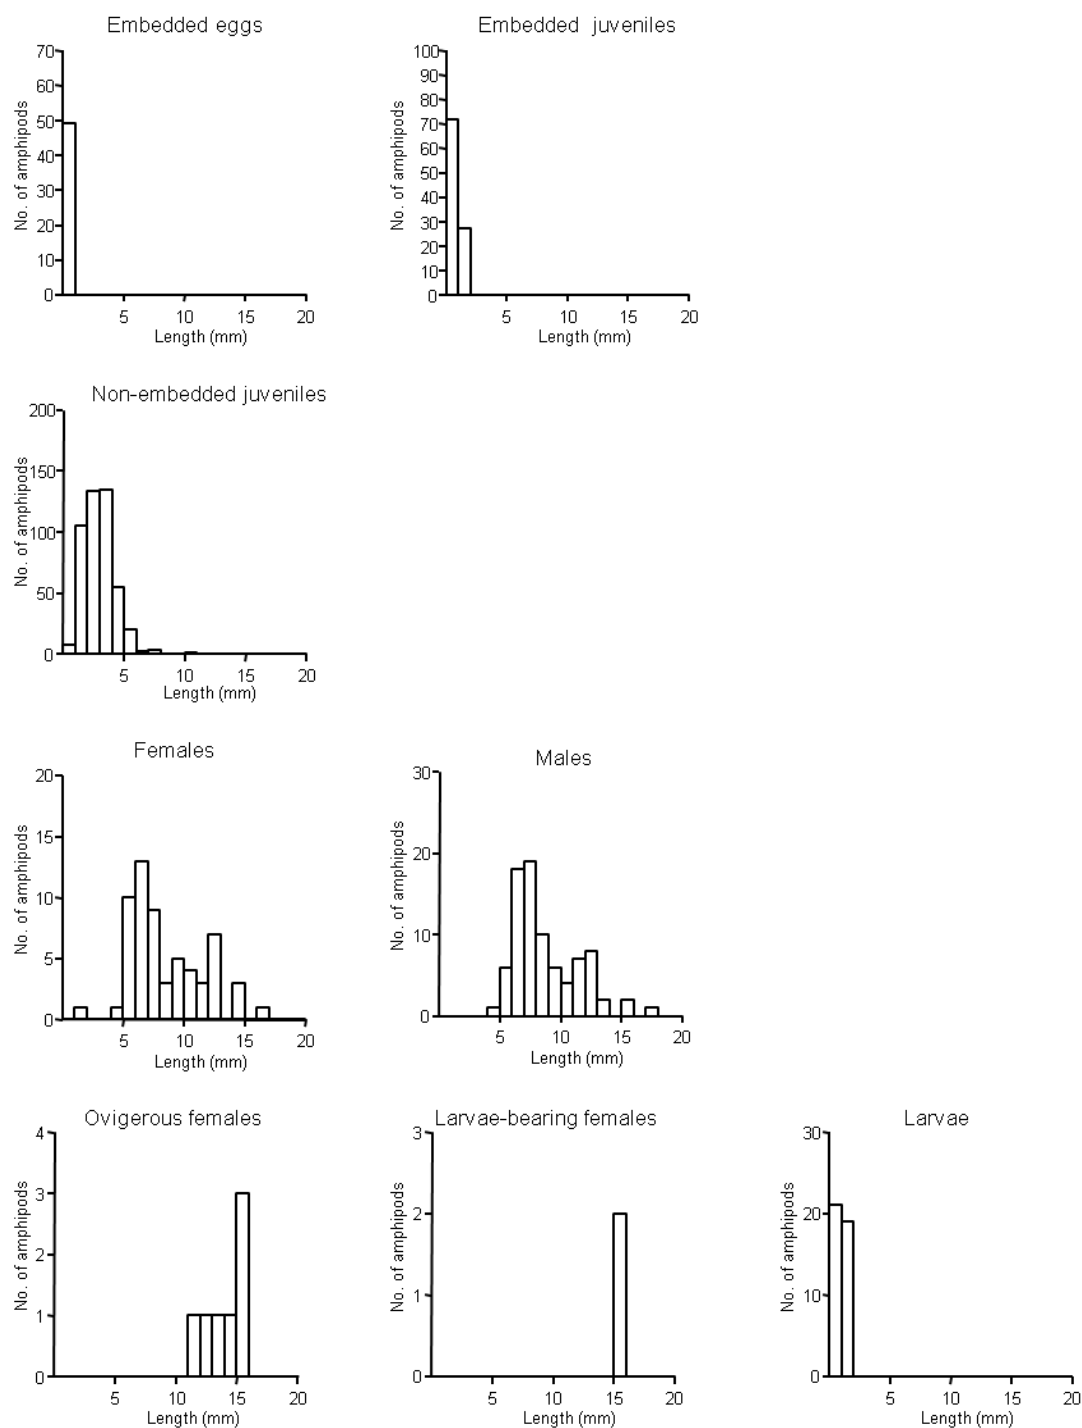 Embedded eggs
70
60
50
40
30
20
10
0
No. of amphipods
5 10 15 20
Length (mm)
Embedded juveniles
100
90
80
70
60
50
40
30
20
10
0
No. of amphipods
5 10 15 20
Length (mm)
Non-embedded juveniles
200
150
100
50
0
No. of amphipods
5 10 15 20
Length (mm)
Females
20
15
10
5
0
No. of amphipods
5 10 15 20
Length (mm)
Males
30
20
10
0
No. of amphipods
5 10 15 20
Length (mm)
Ovigerous females
4
3
2
1
0
No. of amphipods
5 10 15 20
Length (mm)
Larvae-bearing females
3
2
1
0
No. of amphipods
5 10 15 20
Length (mm)
Larvae
30
20
10
0
No. of amphipods
5 10 15 20
Length (mm)